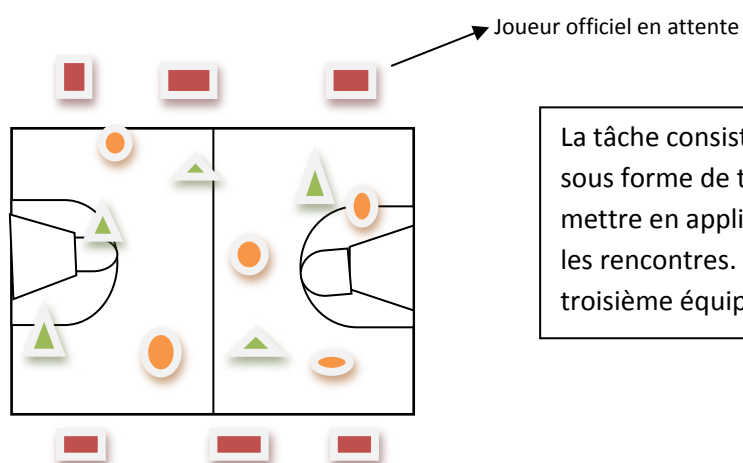 Joueur officiel en attente
La tâche consist
sous forme de t
mettre en appli
les rencontres.
troisième équip